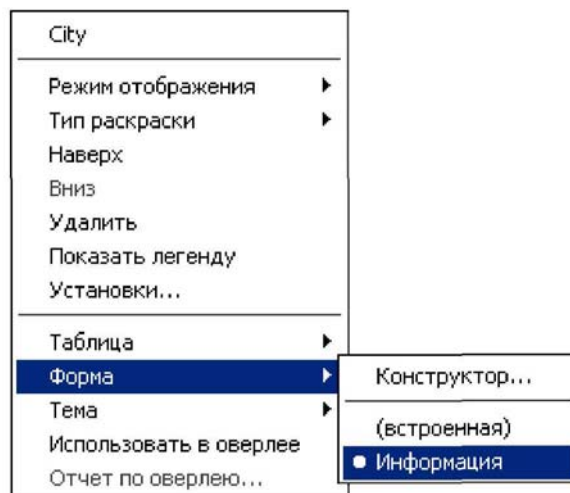 City
Режим отображения
Тип раскраски
Наверх
Вниз
Удалить
Показать легенду
Установки...
Таблица
Форма
Тема
Использовать в оверлее
Отчет по оверлею...
Конструктор...
(встроенная)
Информация